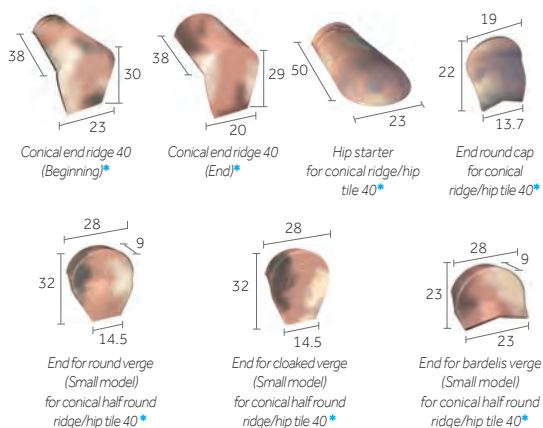 38
30
23
Conical end ridge 40
(Beginning)*
38
29
20
Conical end ridge 40
(End)*
50
23
Hip starter
for conical ridge/hip
tile 40*
19
22
13.7
End round cap
for conical
ridge/hip tile 40*
28
9
32
14.5
End for round verge
(Small model)
for conical half round
ridge/hip tile 40 *
28
32
14.5
End for cloaked verge
(Small model)
for conical half round
ridge/hip tile 40 *
28
9
23
23
End for bardelis verge
(Small model)
for conical half round
ridge/hip tile 40 *